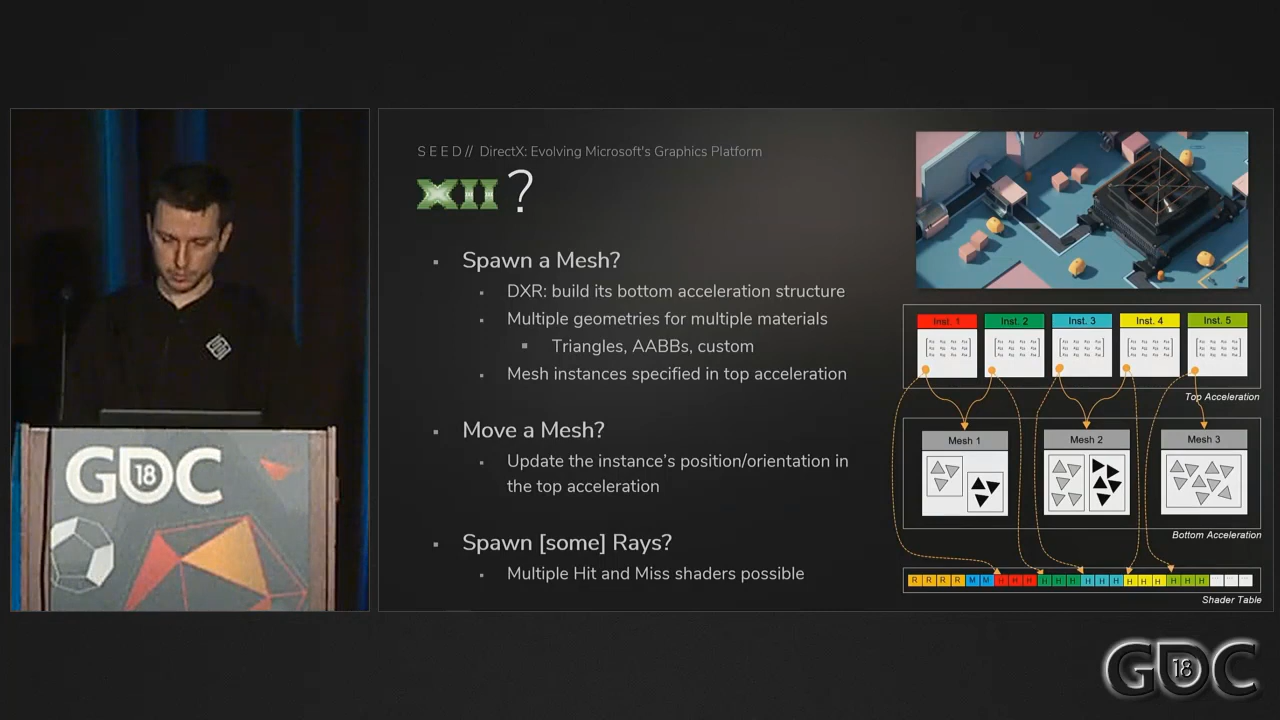 SEED // DirectX: Evolving Microsoft's Graphics Platform
XII ?
Spawn a Mesh?
DXR: build its bottom acceleration structure
Multiple geometries for multiple materials
Triangles, AABBs, custom
Mesh instances specified in top acceleration
Move a Mesh?
Update the instance's position/orientation in
the top acceleration
Spawn [some] Rays?
Multiple Hit and Miss shaders possible
Inst. 1 Inst. 2 Inst. 3 Inst. 4 Inst. 5
Top Acceleration
Mesh 1 Mesh 2 Mesh 3
Bottom Acceleration
R R R R M M H H H H H H H H H H H H H H H
Shader Table
GDC 18
GDC 18